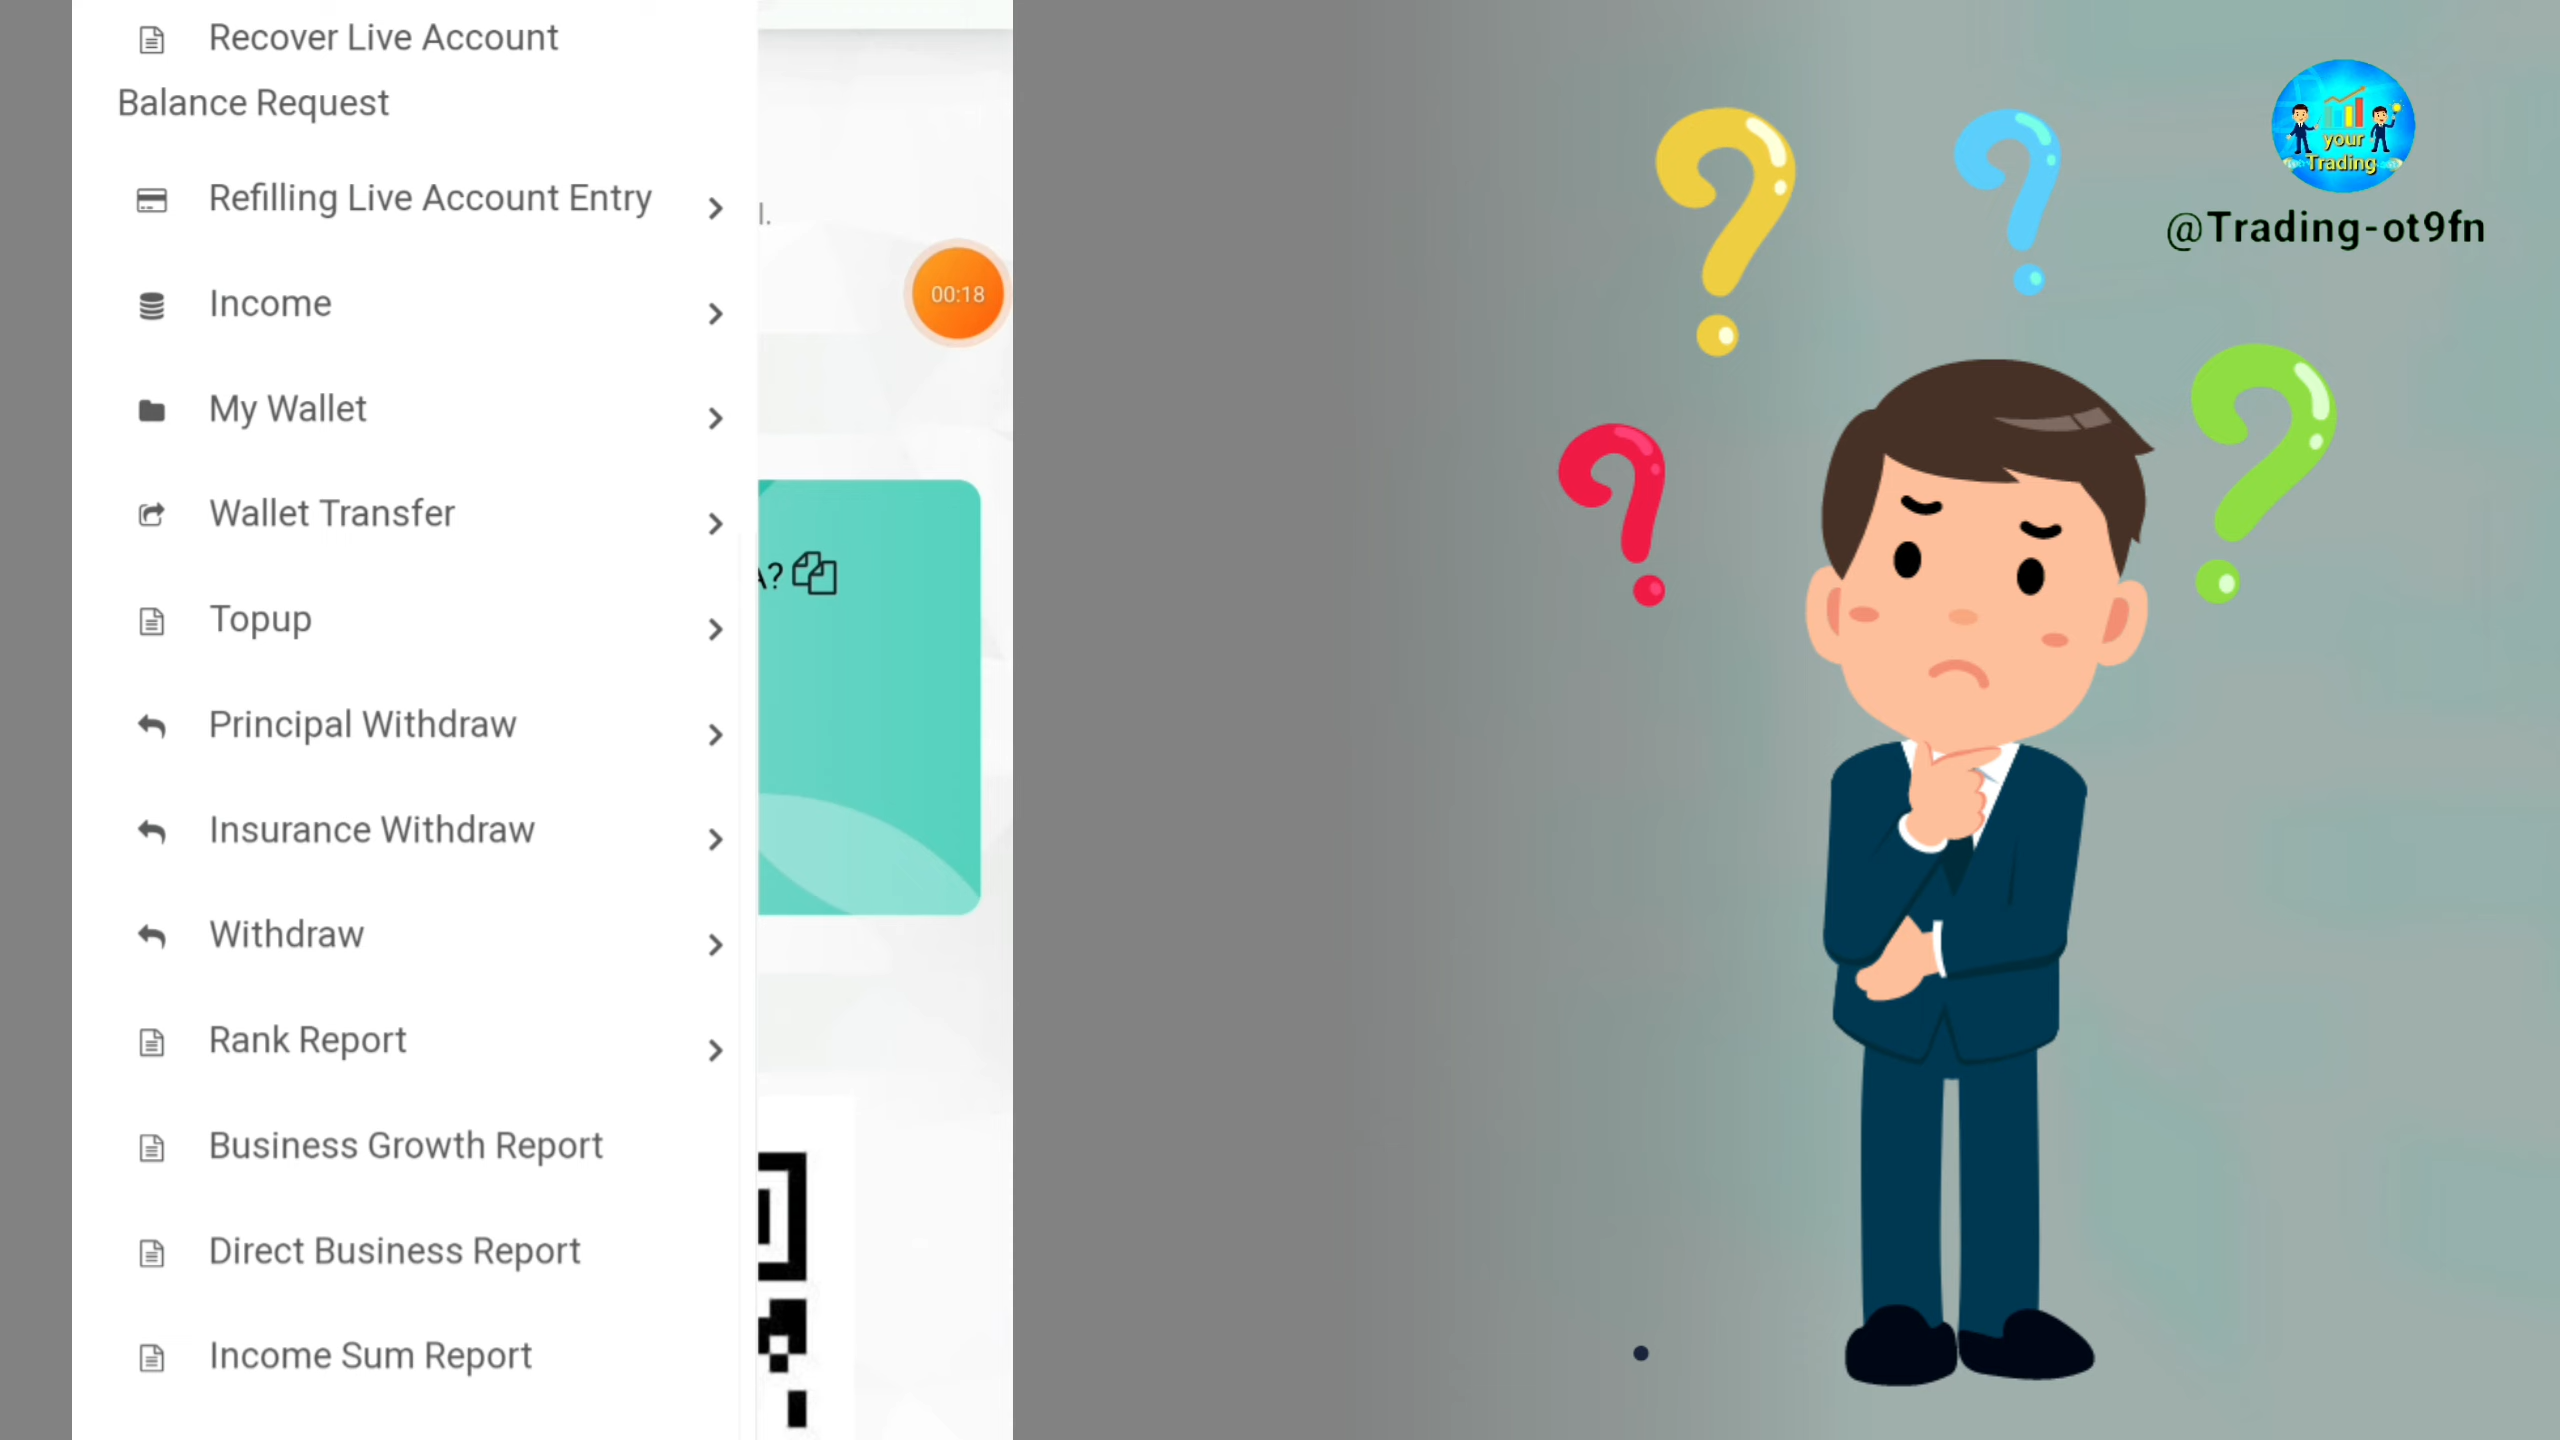 Recover Live Account
Balance Request
Refilling Live Account Entry
Income
My Wallet
Wallet Transfer
Topup
Principal Withdraw
Insurance Withdraw
Withdraw
Rank Report
Business Growth Report
Direct Business Report
Income Sum Report
l.
00:18
A?
your
Trading
@Trading-ot9fn